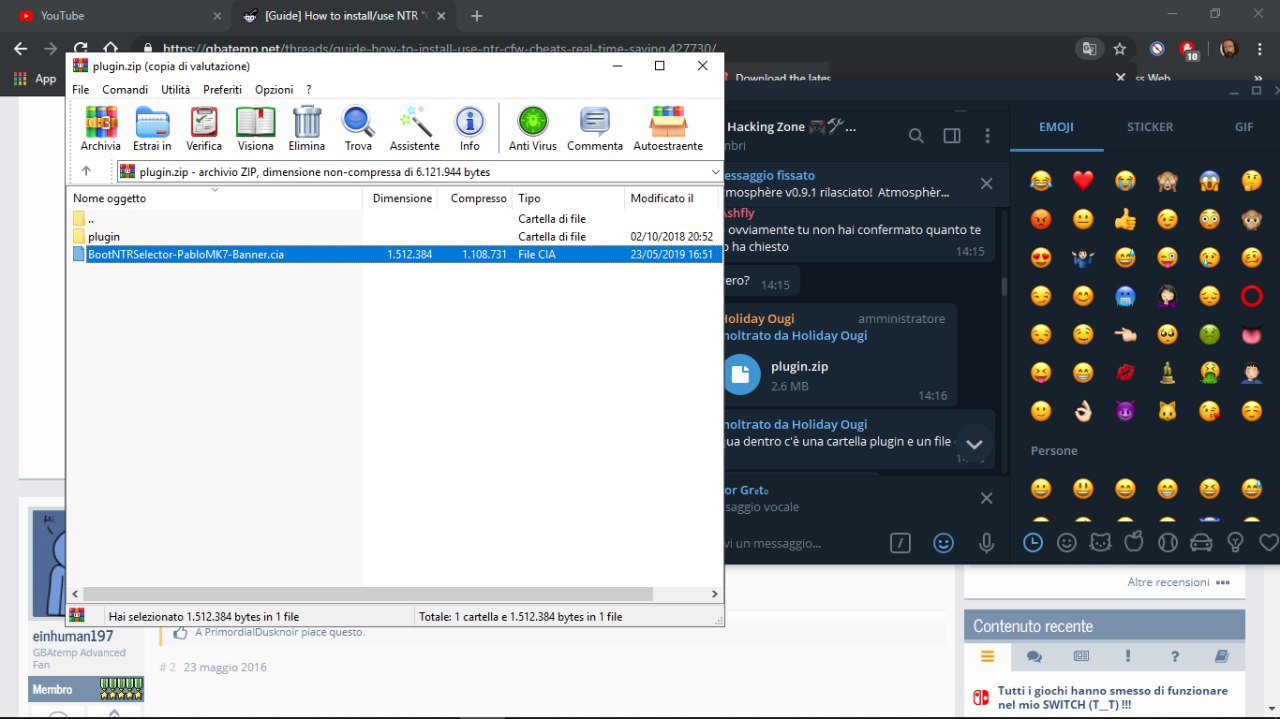 YouTube
[Guide] How to install/use NTR "
https://gbatemp.net/threads/guide-how-to-install-use-ntr-cfw-cheats-real-time-saving.427730/
10
App
Download the lates
ss Web
plugin.zip (copia di valutazione)
File Comandi Utilità Preferiti Opzioni ?
Archivia Estrai in Verifica Visiona Elimina Trova Assistente Info Anti Virus Commenta Autoestraente
plugin.zip - archivio ZIP, dimensione non-compressa di 6.121.944 bytes
Nome oggetto Dimensione Compresso Tipo Modificato il
.. Cartella di file
plugin Cartella di file 02/10/2018 20:52
BootNTRSelector-PabloMK7-Banner.cia 1.512.384 1.108.731 File CIA 23/05/2019 16:51
Hai selezionato 1.512.384 bytes in 1 file
Totale: 1 cartella e 1.512.384 bytes in 1 file
Hacking Zone 🎮🛠...
mbri
essaggio fissato
mosphère v0.9.1 rilasciato! Atmosphèr...
Ashfly
ovviamente tu non hai confermato quanto te
o ha chiesto
14:15
ero? 14:15
Holiday Ougi amministratore
noltrato da Holiday Ougi
plugin.zip
2.6 MB
14:16
noltrato da Holiday Ougi
ua dentro c'è una cartella plugin e un file
or Greto
saggio vocale
vi un messaggio...
EMOJI STICKER GIF
Persone
einhuman197
GBAtemp Advanced
Fan
Membro
A PrimordialDusknoir piace questo.
# 2 23 maggio 2016
Altre recensioni •••
Contenuto recente
Tutti i giochi hanno smesso di funzionare
nel mio SWITCH (T__T) !!!